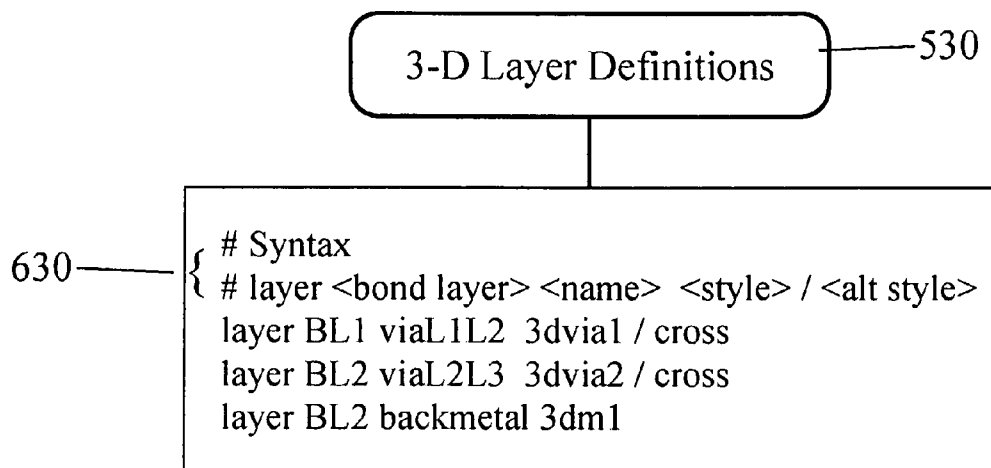 3-D Layer Definitions
530
630
{ # Syntax
# layer <bond layer> <name> <style> / <alt style>
layer BL1 viaL1L2 3dvia1 / cross
layer BL2 viaL2L3 3dvia2 / cross
layer BL2 backmetal 3dm1